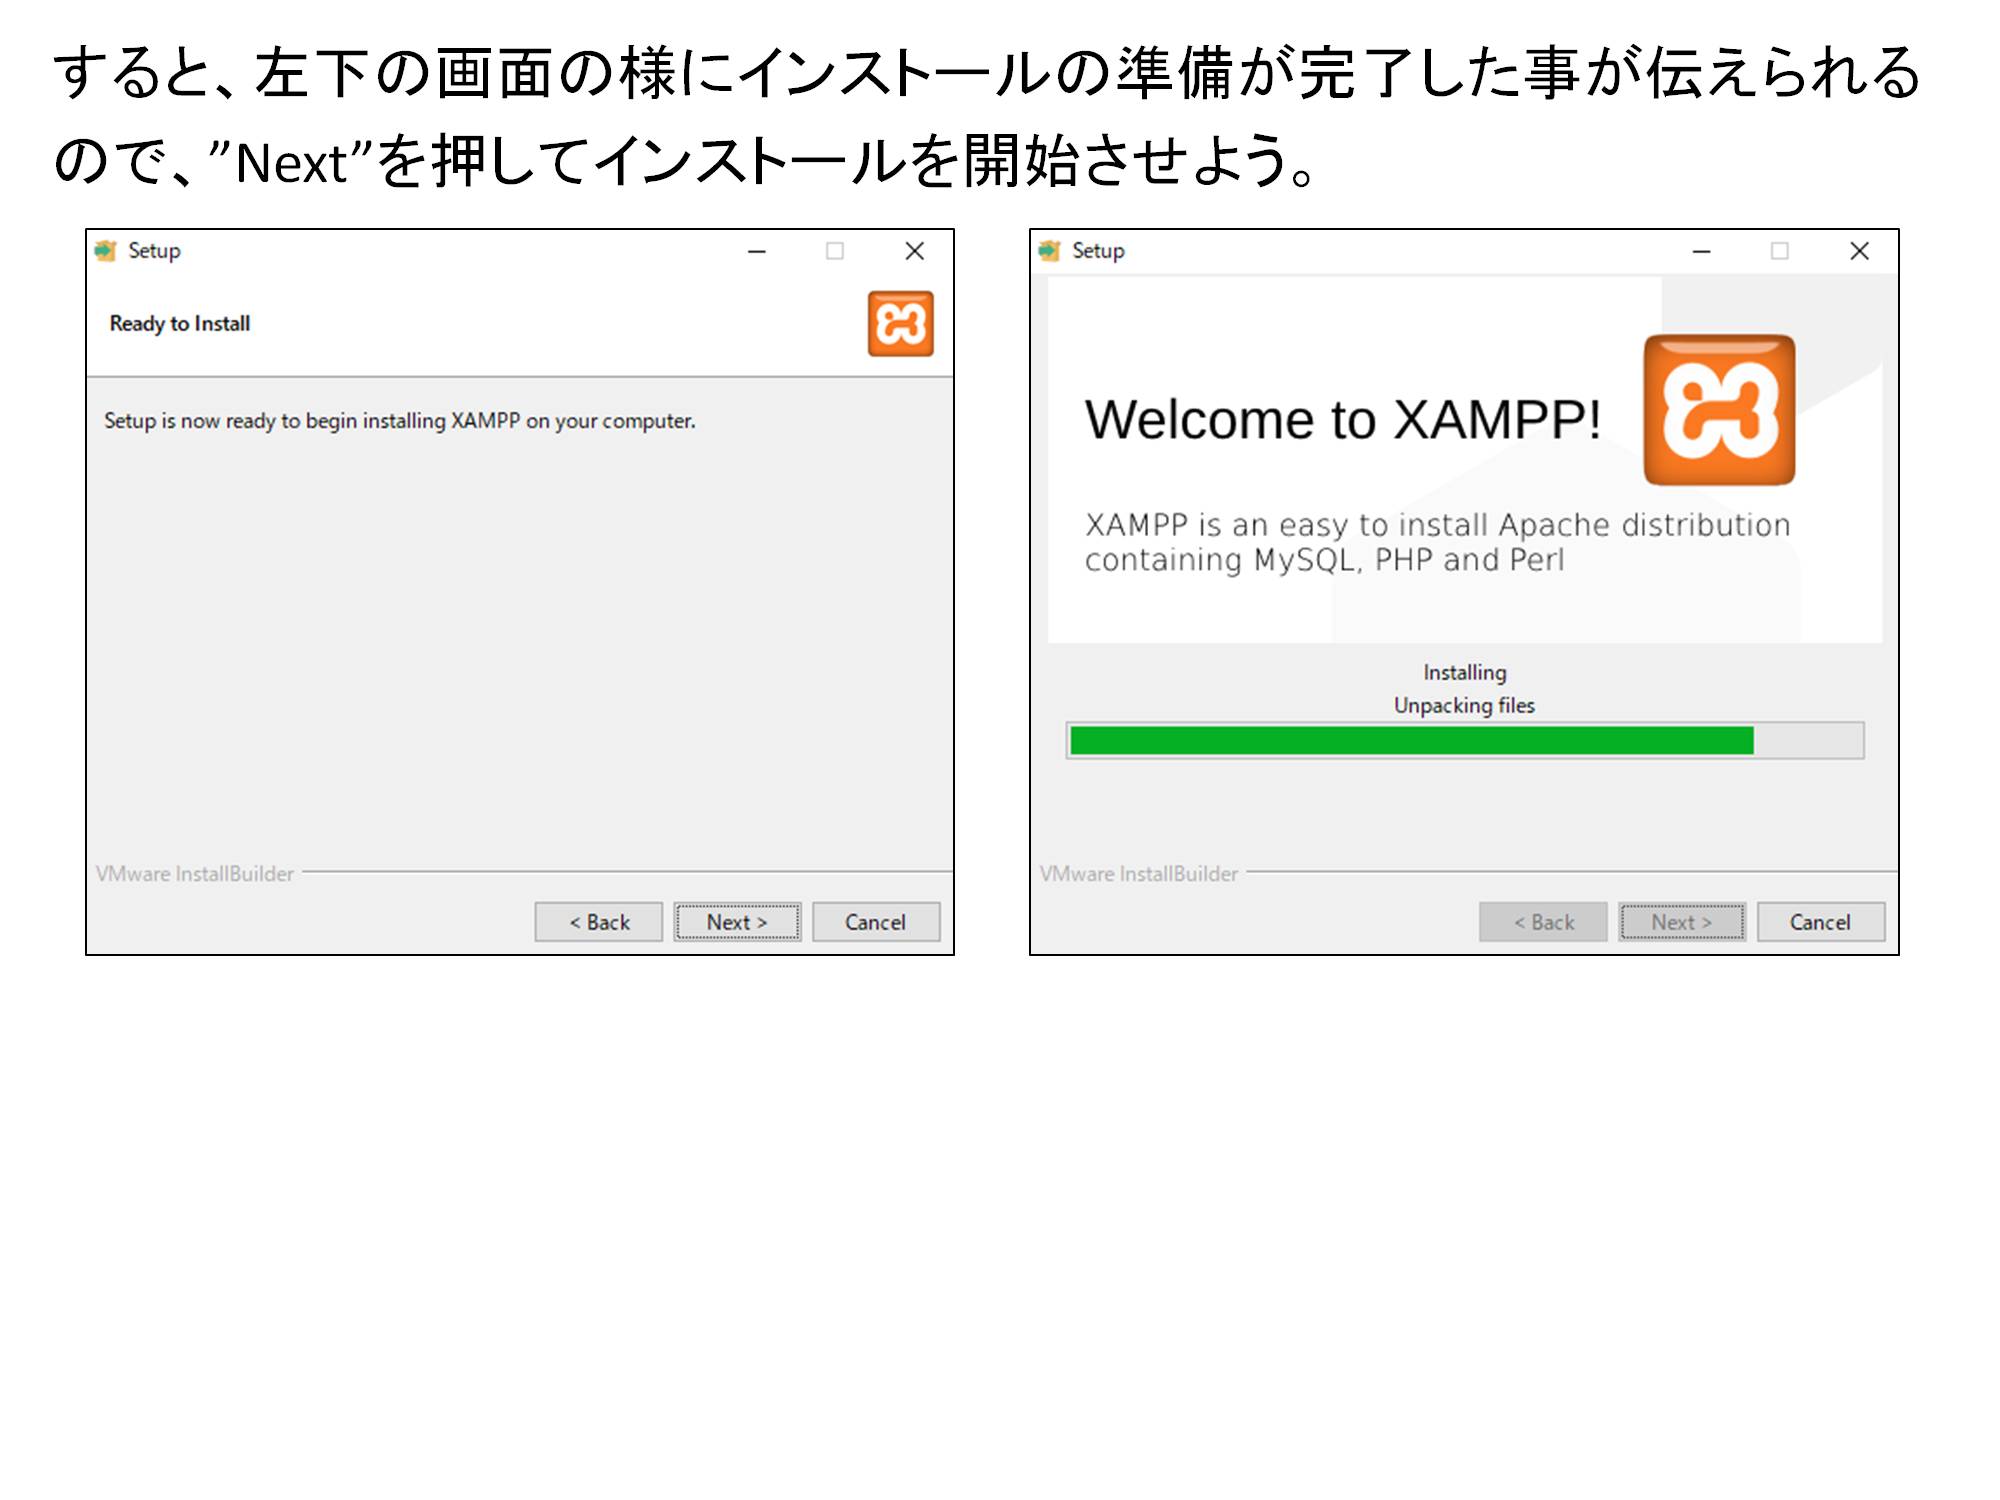 すると、左下の画面の様にインストールの準備が完了した事が伝えられる
ので、”Next”を押してインストールを開始させよう。
Setup
Ready to Install
Setup is now ready to begin installing XAMPP on your computer.
VMware InstallBuilder
< Back
Next >
Cancel
Setup
Welcome to XAMPP!
XAMPP is an easy to install Apache distribution
containing MySQL, PHP and Perl
Installing
Unpacking files
VMware InstallBuilder
< Back
Next >
Cancel